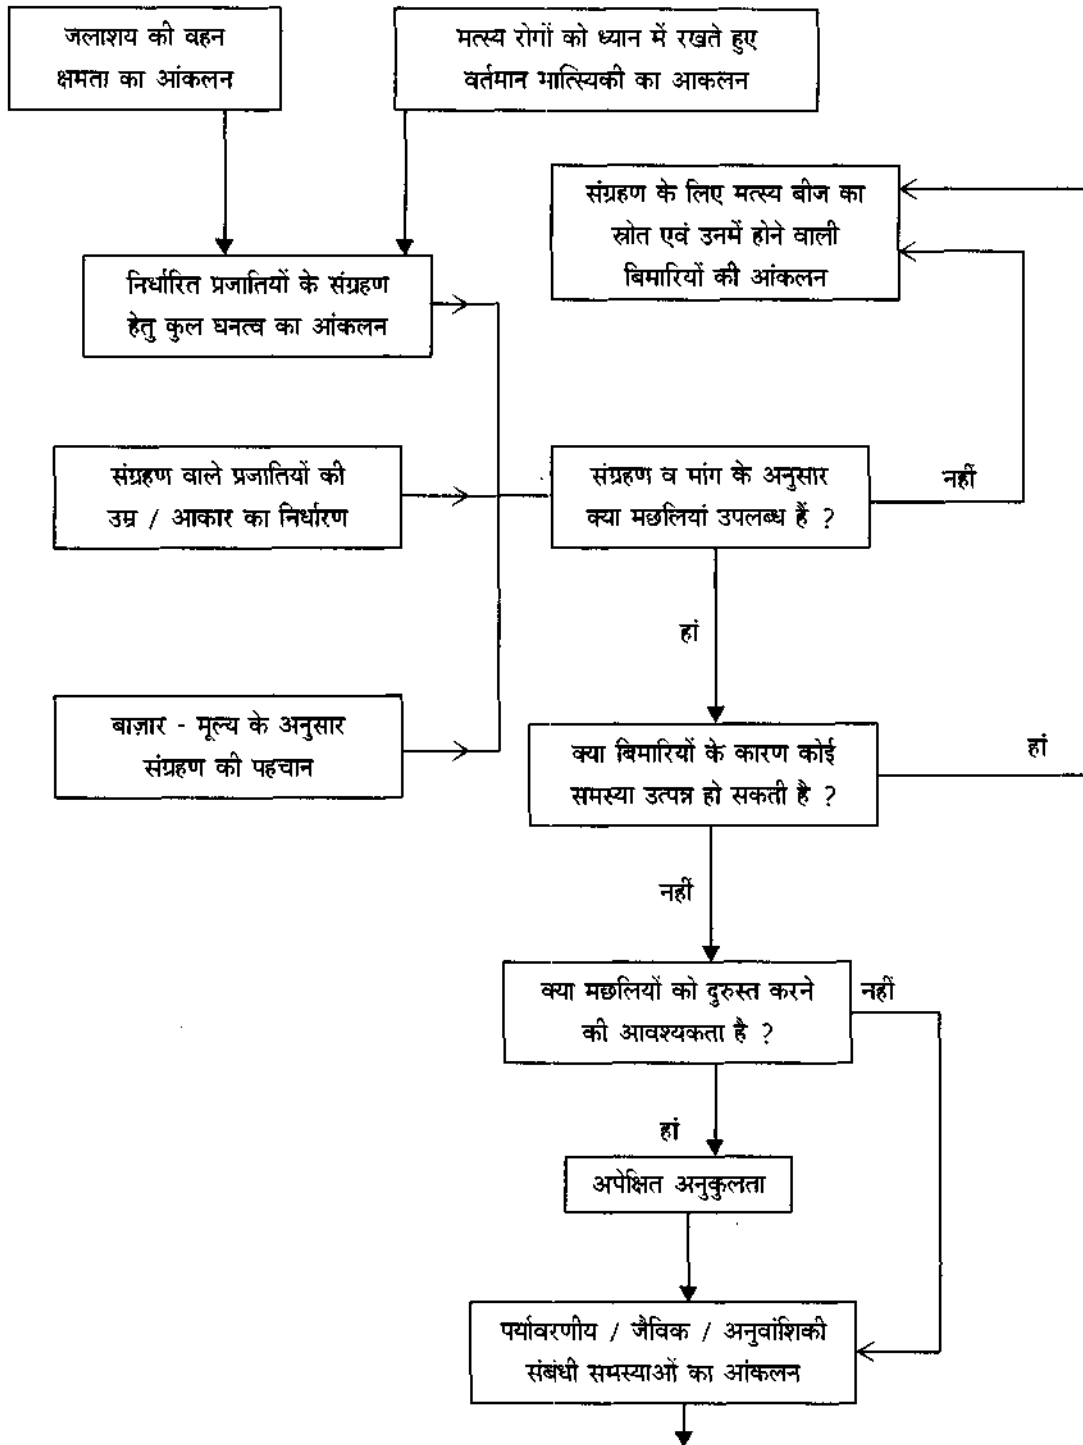 जलाशय की वहन
क्षमता का आंकलन
मत्स्य रोगों को ध्यान में रखते हुए
वर्तमान मात्स्यिकी का आकलन
संग्रहण के लिए मत्स्य बीज का
स्रोत एवं उनमें होने वाली
बिमारियों की आंकलन
निर्धारित प्रजातियों के संग्रहण
हेतु कुल घनत्व का आंकलन
संग्रहण वाले प्रजातियों की
उम्र / आकार का निर्धारण
संग्रहण व मांग के अनुसार
क्या मछलियां उपलब्ध हैं ?
नहीं
हां
बाज़ार - मूल्य के अनुसार
संग्रहण की पहचान
क्या बिमारियों के कारण कोई
समस्या उत्पन्न हो सकती है ?
हां
नहीं
क्या मछलियों को दुरुस्त करने
की आवश्यकता है ?
नहीं
हां
अपेक्षित अनुकुलता
पर्यावरणीय / जैविक / अनुवांशिकी
संबंधी समस्याओं का आंकलन